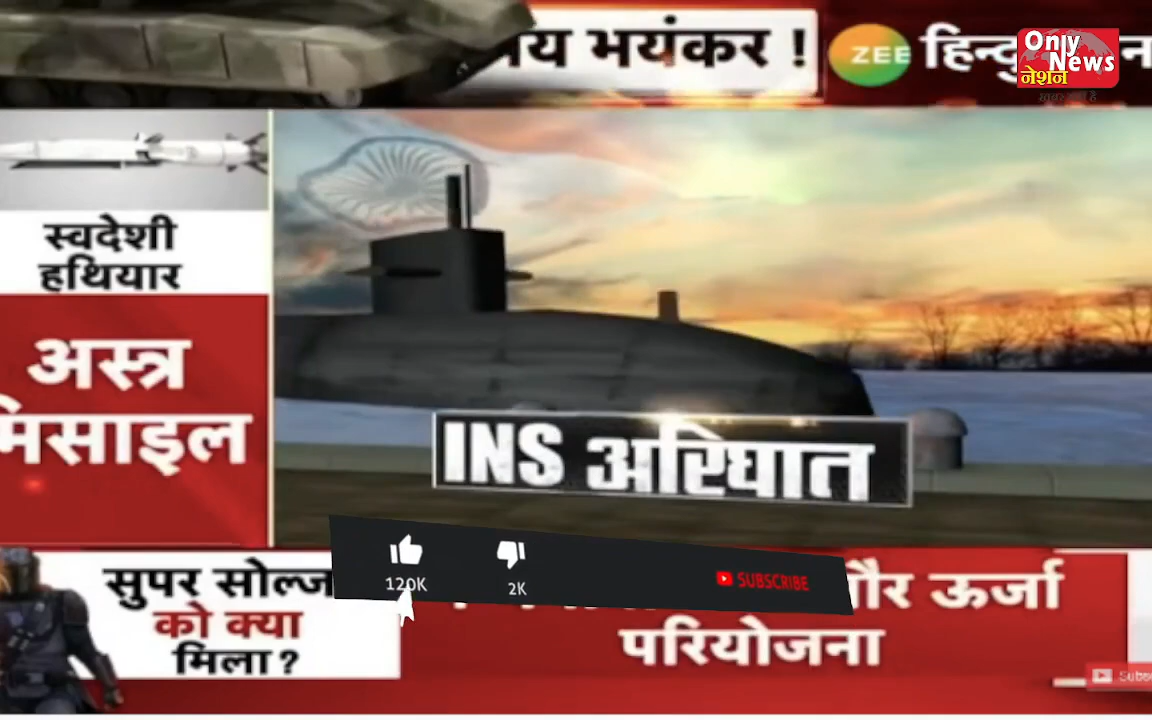 भयंकर !
ZEE
Only
News
नेशन
स्वदेशी
हथियार
अस्त्र
मिसाइल
INS अरिघात
120K
2K
SUBSCRIBE
सुपर सोल्ज
को क्या
मिला?
और ऊर्जा
परियोजना